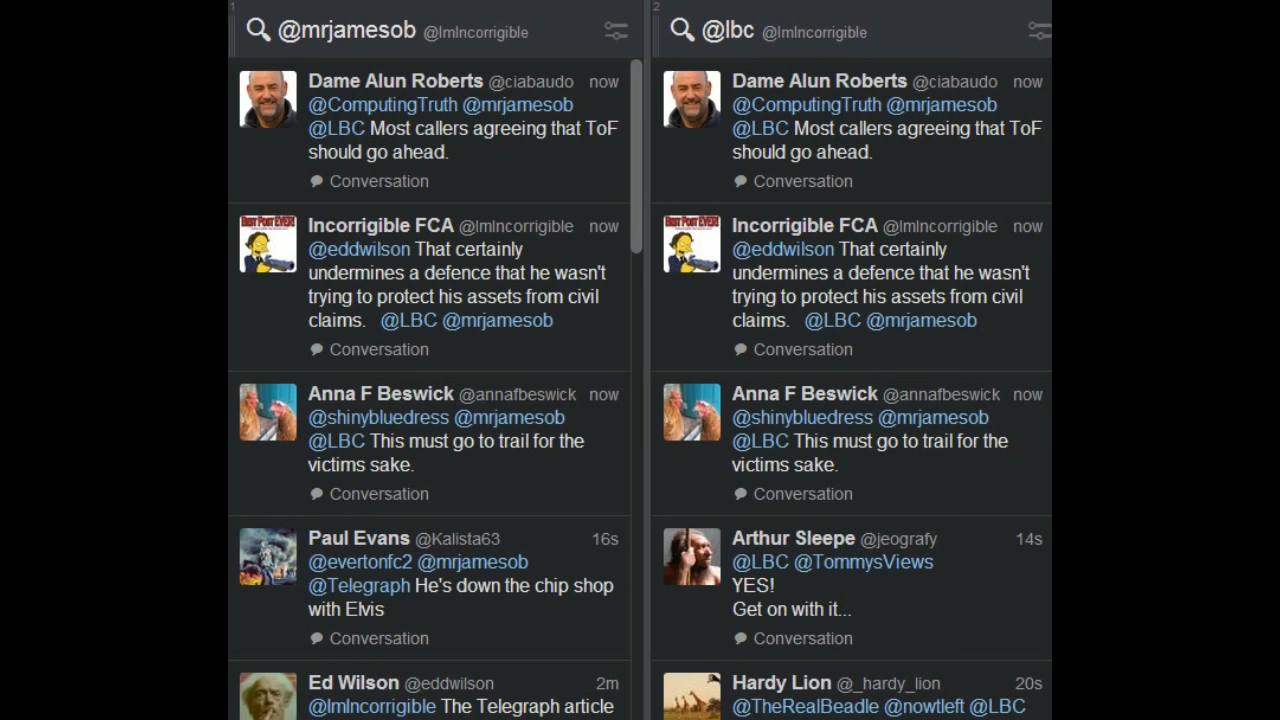 1
@mrjamesob @ImIncorrigible
Dame Alun Roberts @ciabaudo now
@ComputingTruth @mrjamesob
@LBC Most callers agreeing that ToF
should go ahead.
Conversation
BEST POST EVER!
Incorrigible FCA @ImIncorrigible now
@eddwilson That certainly
undermines a defence that he wasn't
trying to protect his assets from civil
claims. @LBC @mrjamesob
Conversation
Anna F Beswick @annafbeswick now
@shinybluedress @mrjamesob
@LBC This must go to trail for the
victims sake.
Conversation
Paul Evans @Kalista63 16s
@evertonfc2 @mrjamesob
@Telegraph He's down the chip shop
with Elvis
Conversation
Ed Wilson @eddwilson 2m
@ImIncorrigible The Telegraph article
2
@lbc @ImIncorrigible
Dame Alun Roberts @ciabaudo now
@ComputingTruth @mrjamesob
@LBC Most callers agreeing that ToF
should go ahead.
Conversation
BEST POST EVER!
Incorrigible FCA @ImIncorrigible now
@eddwilson That certainly
undermines a defence that he wasn't
trying to protect his assets from civil
claims. @LBC @mrjamesob
Conversation
Anna F Beswick @annafbeswick now
@shinybluedress @mrjamesob
@LBC This must go to trail for the
victims sake.
Conversation
Arthur Sleepe @jeografy 14s
@LBC @TommysViews
YES!
Get on with it...
Conversation
Hardy Lion @_hardy_lion 20s
@TheRealBeadle @nowtleft @LBC